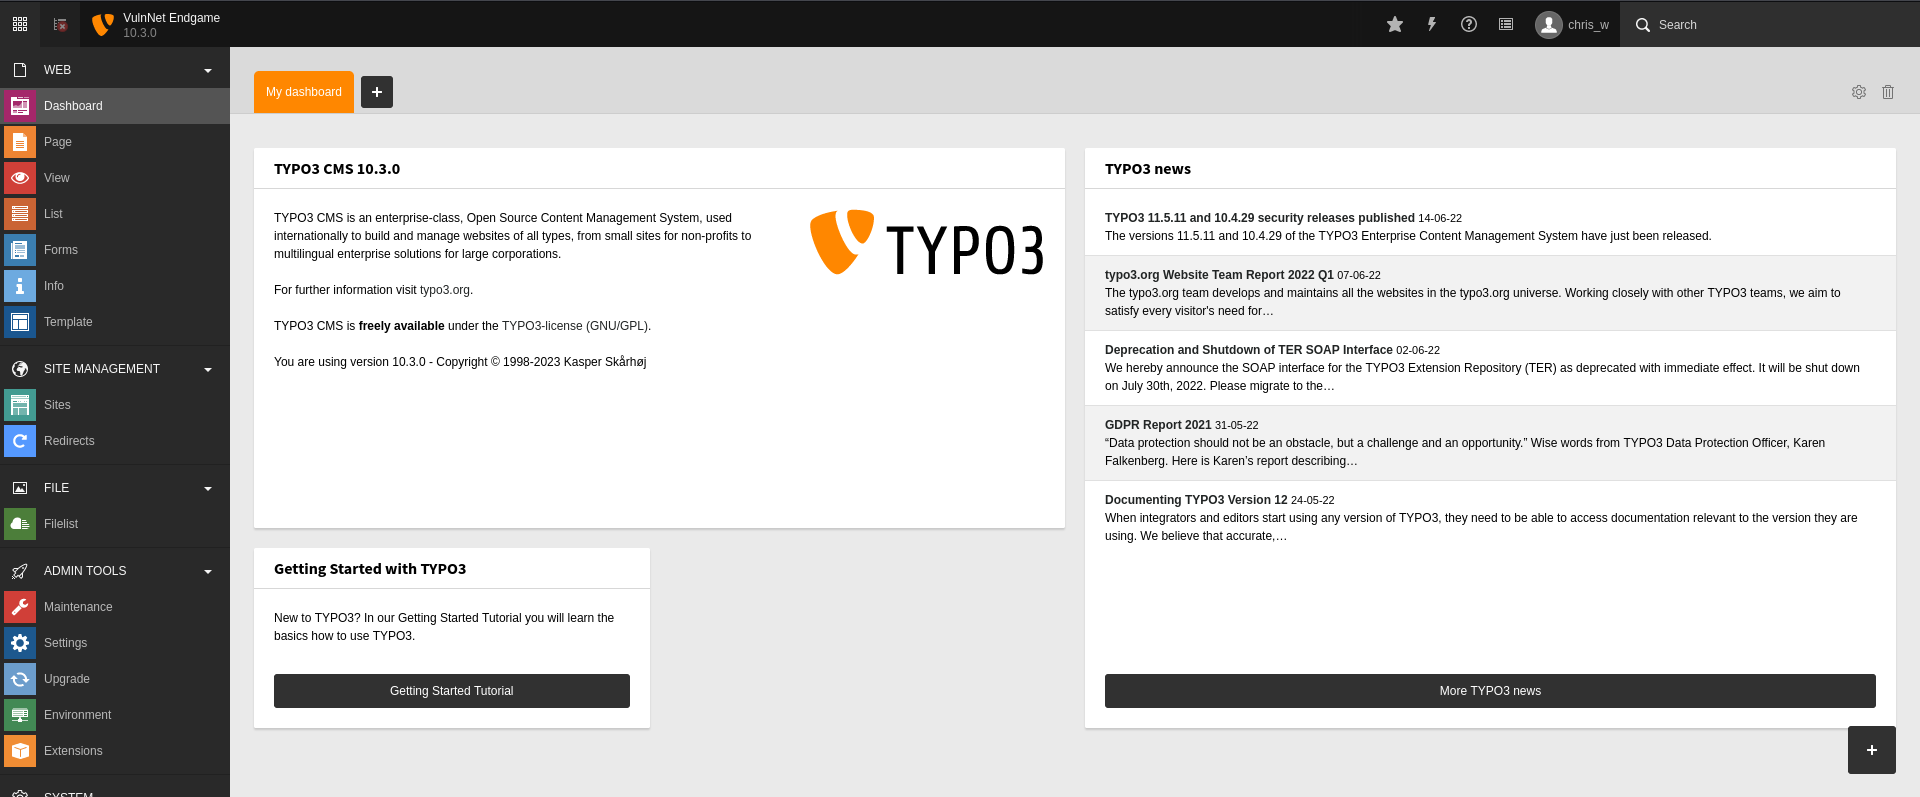 VulnNet Endgame
10.3.0
chris_w
Search
WEB
Dashboard
Page
View
List
Forms
Info
Template
SITE MANAGEMENT
Sites
Redirects
FILE
Filelist
ADMIN TOOLS
Maintenance
Settings
Upgrade
Environment
Extensions
SYSTEM
My dashboard
TYPO3 CMS 10.3.0
TYPO3 CMS is an enterprise-class, Open Source Content Management System, used
internationally to build and manage websites of all types, from small sites for non-profits to
multilingual enterprise solutions for large corporations.
For further information visit typo3.org.
TYPO3 CMS is freely available under the TYPO3-license (GNU/GPL).
You are using version 10.3.0 - Copyright © 1998-2023 Kasper Skårhøj
TYPO3
Getting Started with TYPO3
New to TYPO3? In our Getting Started Tutorial you will learn the
basics how to use TYPO3.
Getting Started Tutorial
TYPO3 news
TYPO3 11.5.11 and 10.4.29 security releases published 14-06-22
The versions 11.5.11 and 10.4.29 of the TYPO3 Enterprise Content Management System have just been released.
typo3.org Website Team Report 2022 Q1 07-06-22
The typo3.org team develops and maintains all the websites in the typo3.org universe. Working closely with other TYPO3 teams, we aim to
satisfy every visitor's need for…
Deprecation and Shutdown of TER SOAP Interface 02-06-22
We hereby announce the SOAP interface for the TYPO3 Extension Repository (TER) as deprecated with immediate effect. It will be shut down
on July 30th, 2022. Please migrate to the…
GDPR Report 2021 31-05-22
“Data protection should not be an obstacle, but a challenge and an opportunity.” Wise words from TYPO3 Data Protection Officer, Karen
Falkenberg. Here is Karen’s report describing…
Documenting TYPO3 Version 12 24-05-22
When integrators and editors start using any version of TYPO3, they need to be able to access documentation relevant to the version they are
using. We believe that accurate,…
More TYPO3 news